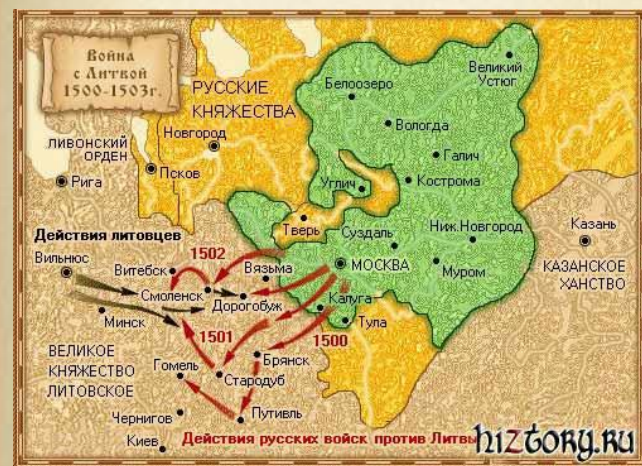 Война
с Литвой
1500-1503г.
РУССКИЕ
КНЯЖЕСТВА
Белоозеро
Великий
Устюг
Вологда
Новгород
ЛИВОНСКИЙ
ОРДЕН
Псков
Рига
Галич
Углич
Кострома
Тверь
Суздаль
Ниж.Новгород
Казань
КАЗАНСКОЕ
ХАНСТВО
Действия литовцев
1502
Вильнюс
Витебск
Вязьма
МОСКВА
Муром
Смоленск
Дорогобуж
Калуга
Минск
Тула
1501
1500
ВЕЛИКОЕ
КНЯЖЕСТВО
ЛИТОВСКОЕ
Гомель
Брянск
Стародуб
Чернигов
Путивль
Киев
Действия русских войск против Литвы
hiztory.ru